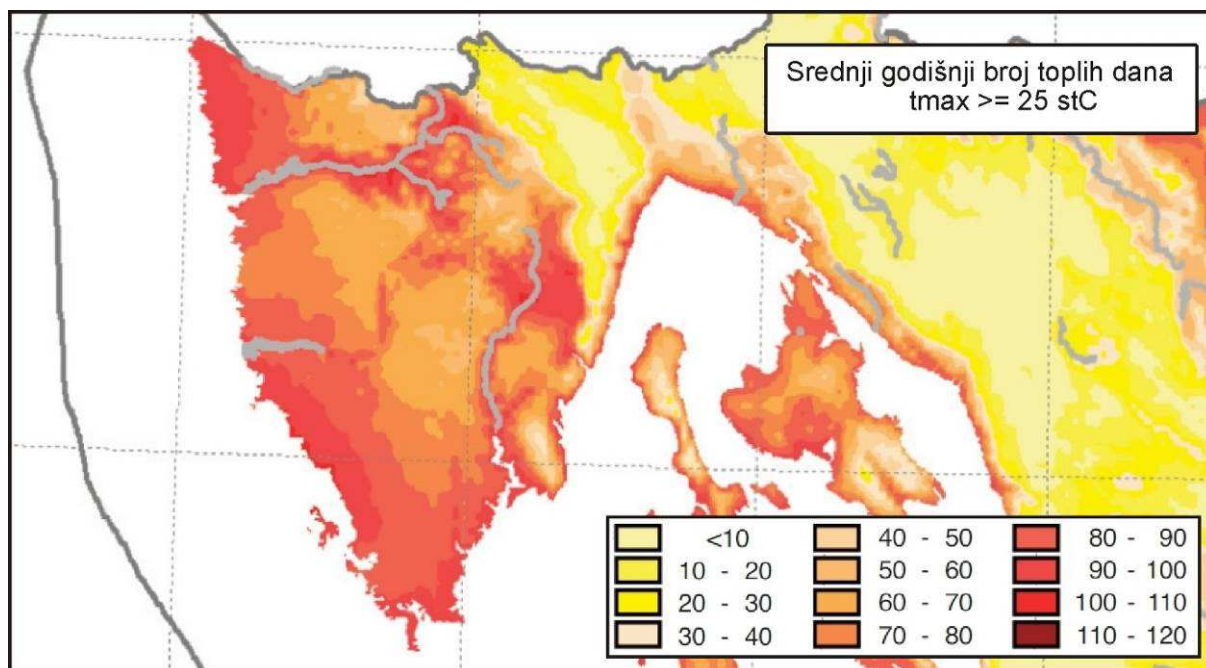 Srednji godišnji broj toplih dana
tmax >= 25 stC
<10
10 - 20
20 - 30
30 - 40
40 - 50
50 - 60
60 - 70
70 - 80
80 - 90
90 - 100
100 - 110
110 - 120